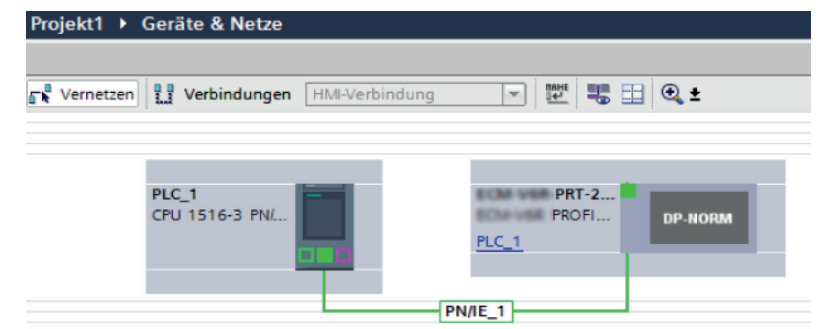 Projekt1 ▸ Geräte & Netze
Vernetzen Verbindungen HMI-Verbindung NAME
PLC_1
CPU 1516-3 PN/...
PRT-2...
PROFI...
PLC_1
DP-NORM
PN/IE_1